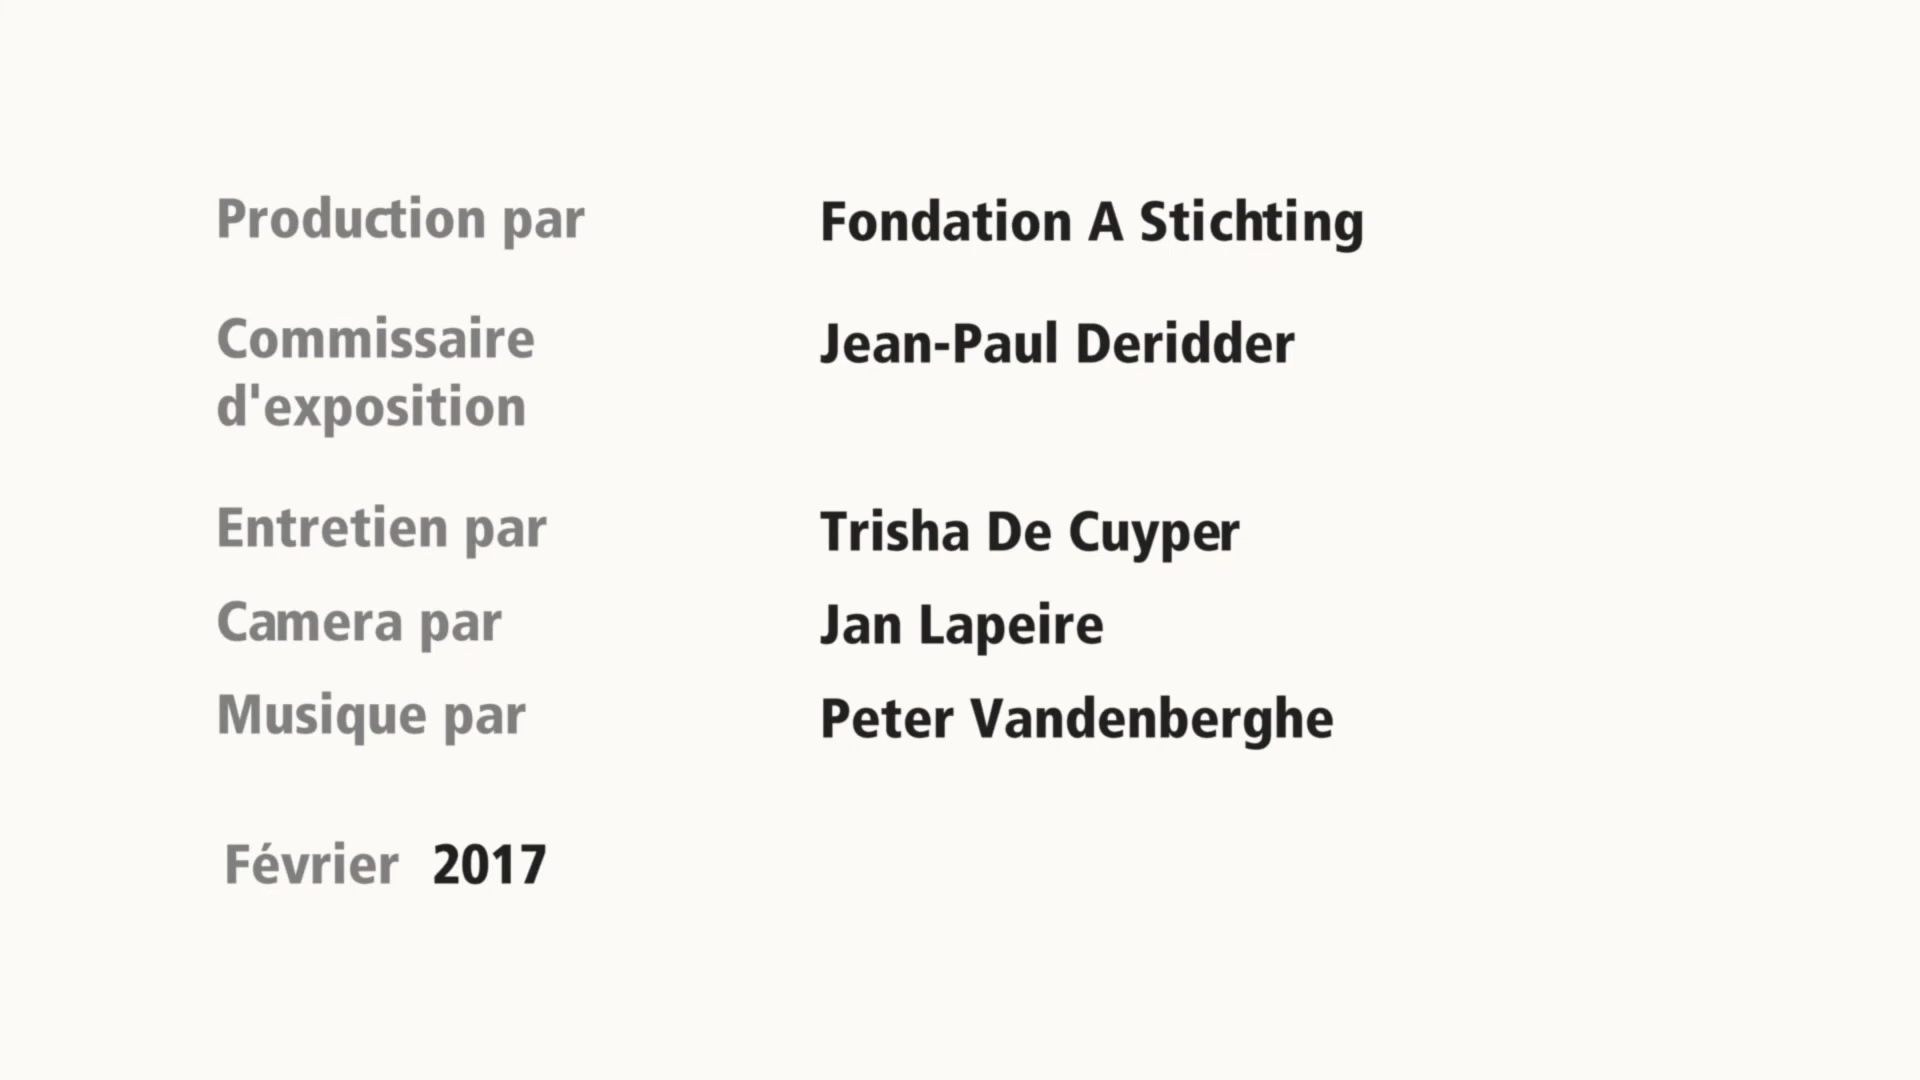 Production par Fondation A Stichting
Commissaire Jean-Paul Deridder
d'exposition
Entretien par Trisha De Cuyper
Camera par Jan Lapeire
Musique par Peter Vandenberghe
Février 2017